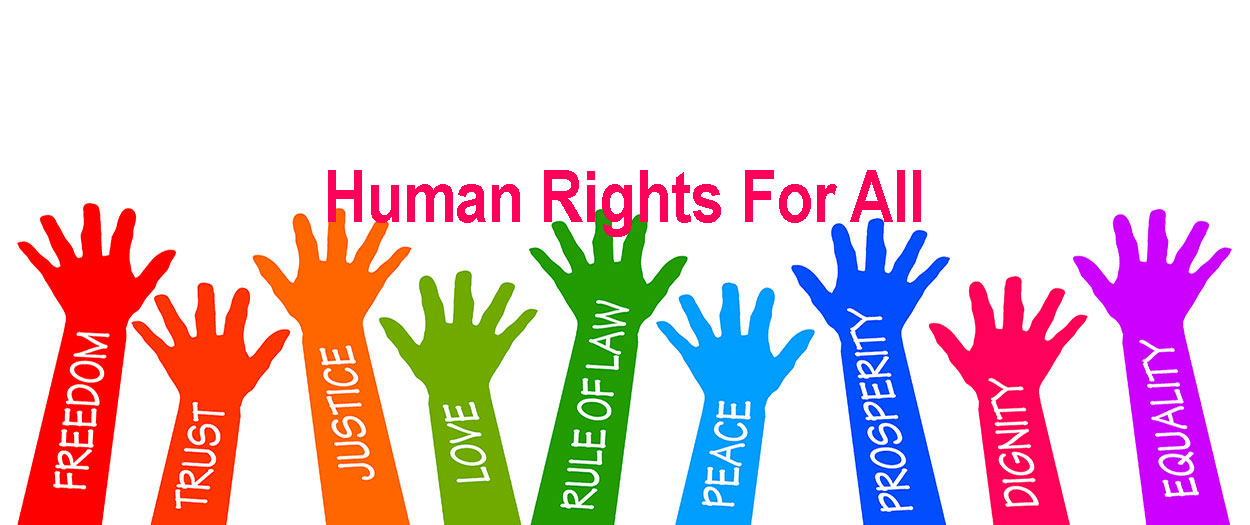 Human Rights For All
FREEDOM
TRUST
JUSTICE
LOVE
RULE OF LAW
PEACE
PROSPERITY
DIGNITY
EQUALITY